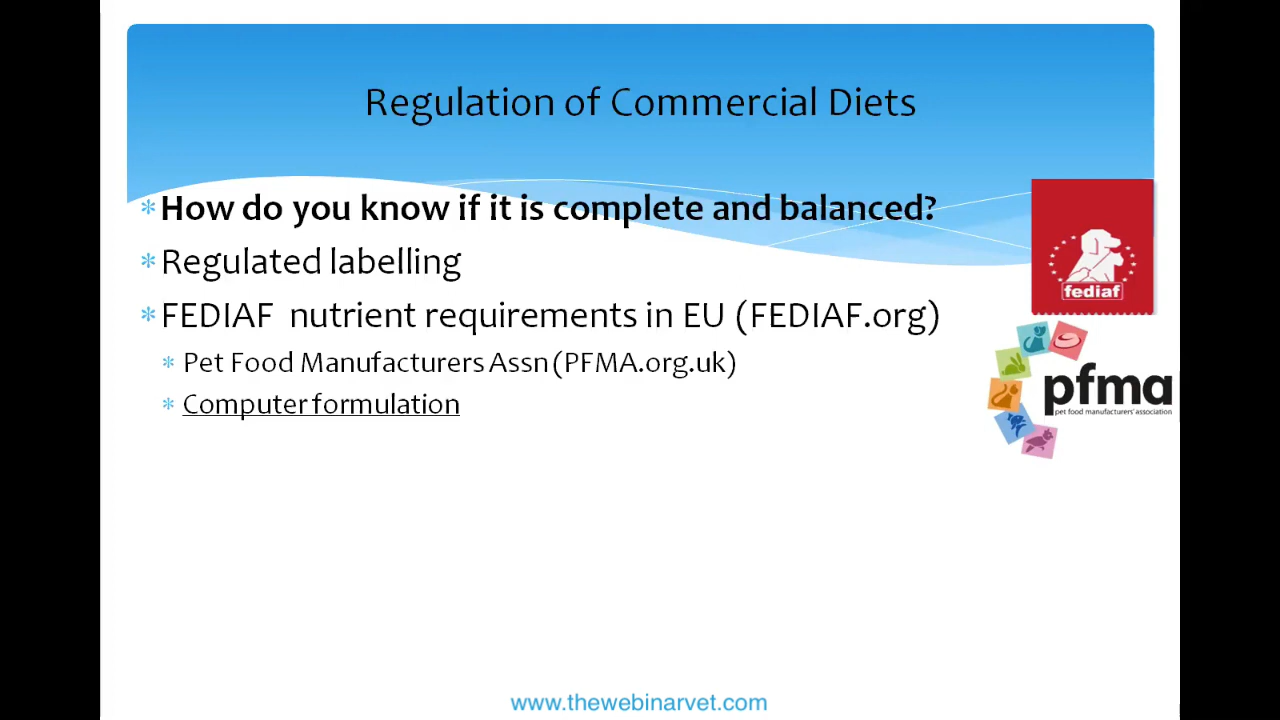 Regulation of Commercial Diets
* How do you know if it is complete and balanced?
* Regulated labelling
* FEDIAF nutrient requirements in EU (FEDIAF.org)
* Pet Food Manufacturers Assn (PFMA.org.uk)
* Computer formulation
fediaf
pfma
pet food manufacturers' association
www.thewebinarvet.com